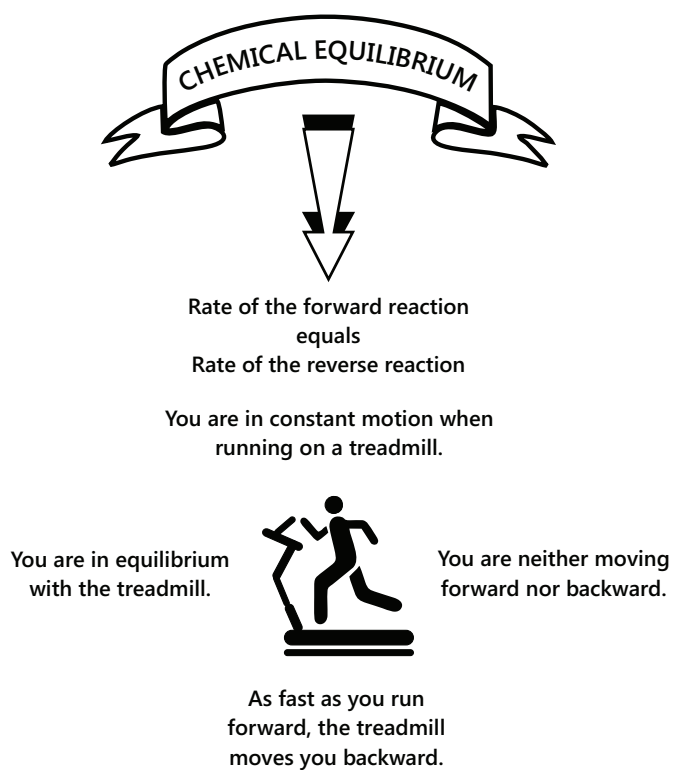 CHEMICAL EQUILIBRIUM
Rate of the forward reaction
equals
Rate of the reverse reaction
You are in constant motion when
running on a treadmill.
You are in equilibrium
with the treadmill.
You are neither moving
forward nor backward.
As fast as you run
forward, the treadmill
moves you backward.